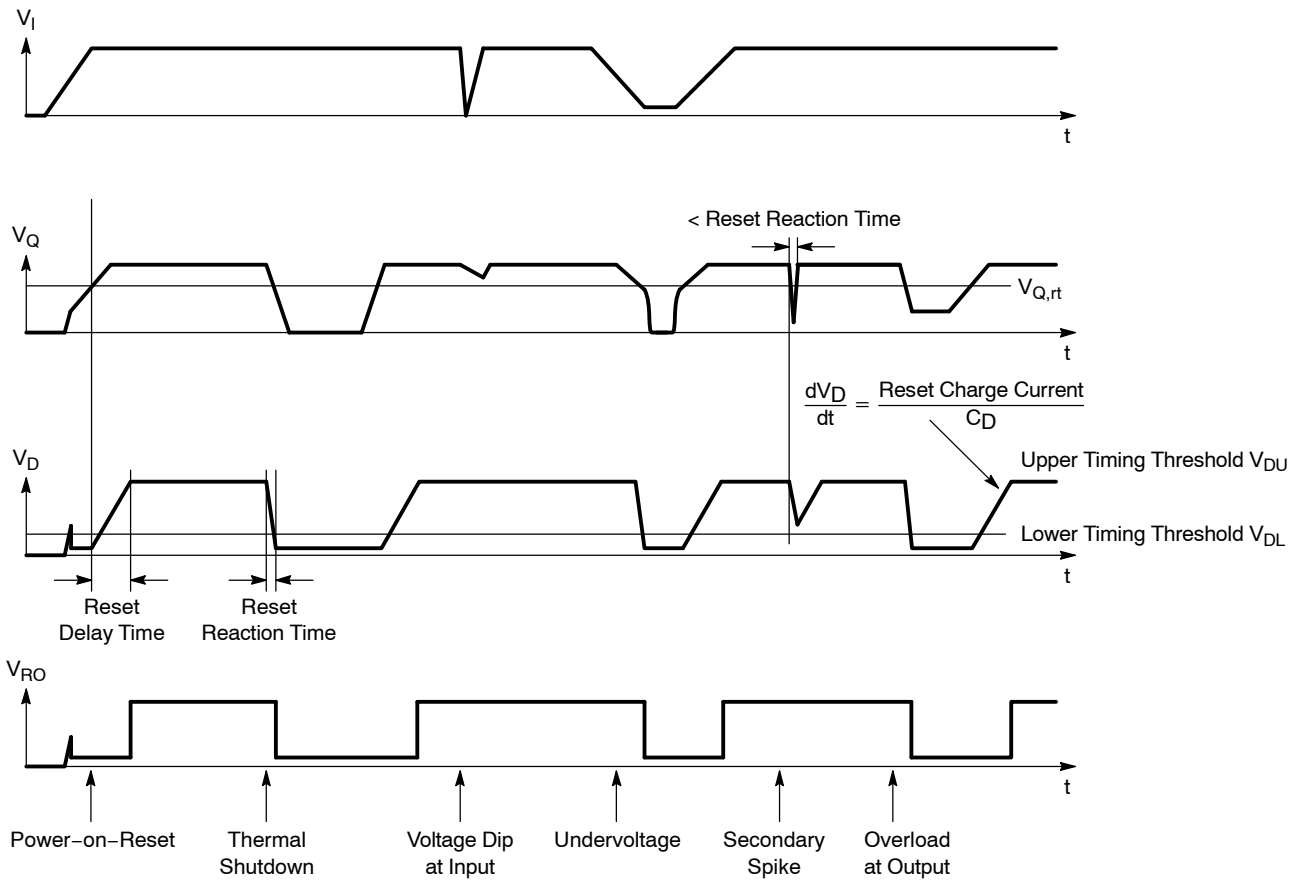 V_I
t
< Reset Reaction Time
V_Q
V_Q,rt
t
dV_D
dt
=
Reset Charge Current
C_D
V_D
Upper Timing Threshold V_DU
Lower Timing Threshold V_DL
t
Reset
Delay Time
Reset
Reaction Time
V_RO
t
Power−on−Reset
Thermal
Shutdown
Voltage Dip
at Input
Undervoltage
Secondary
Spike
Overload
at Output